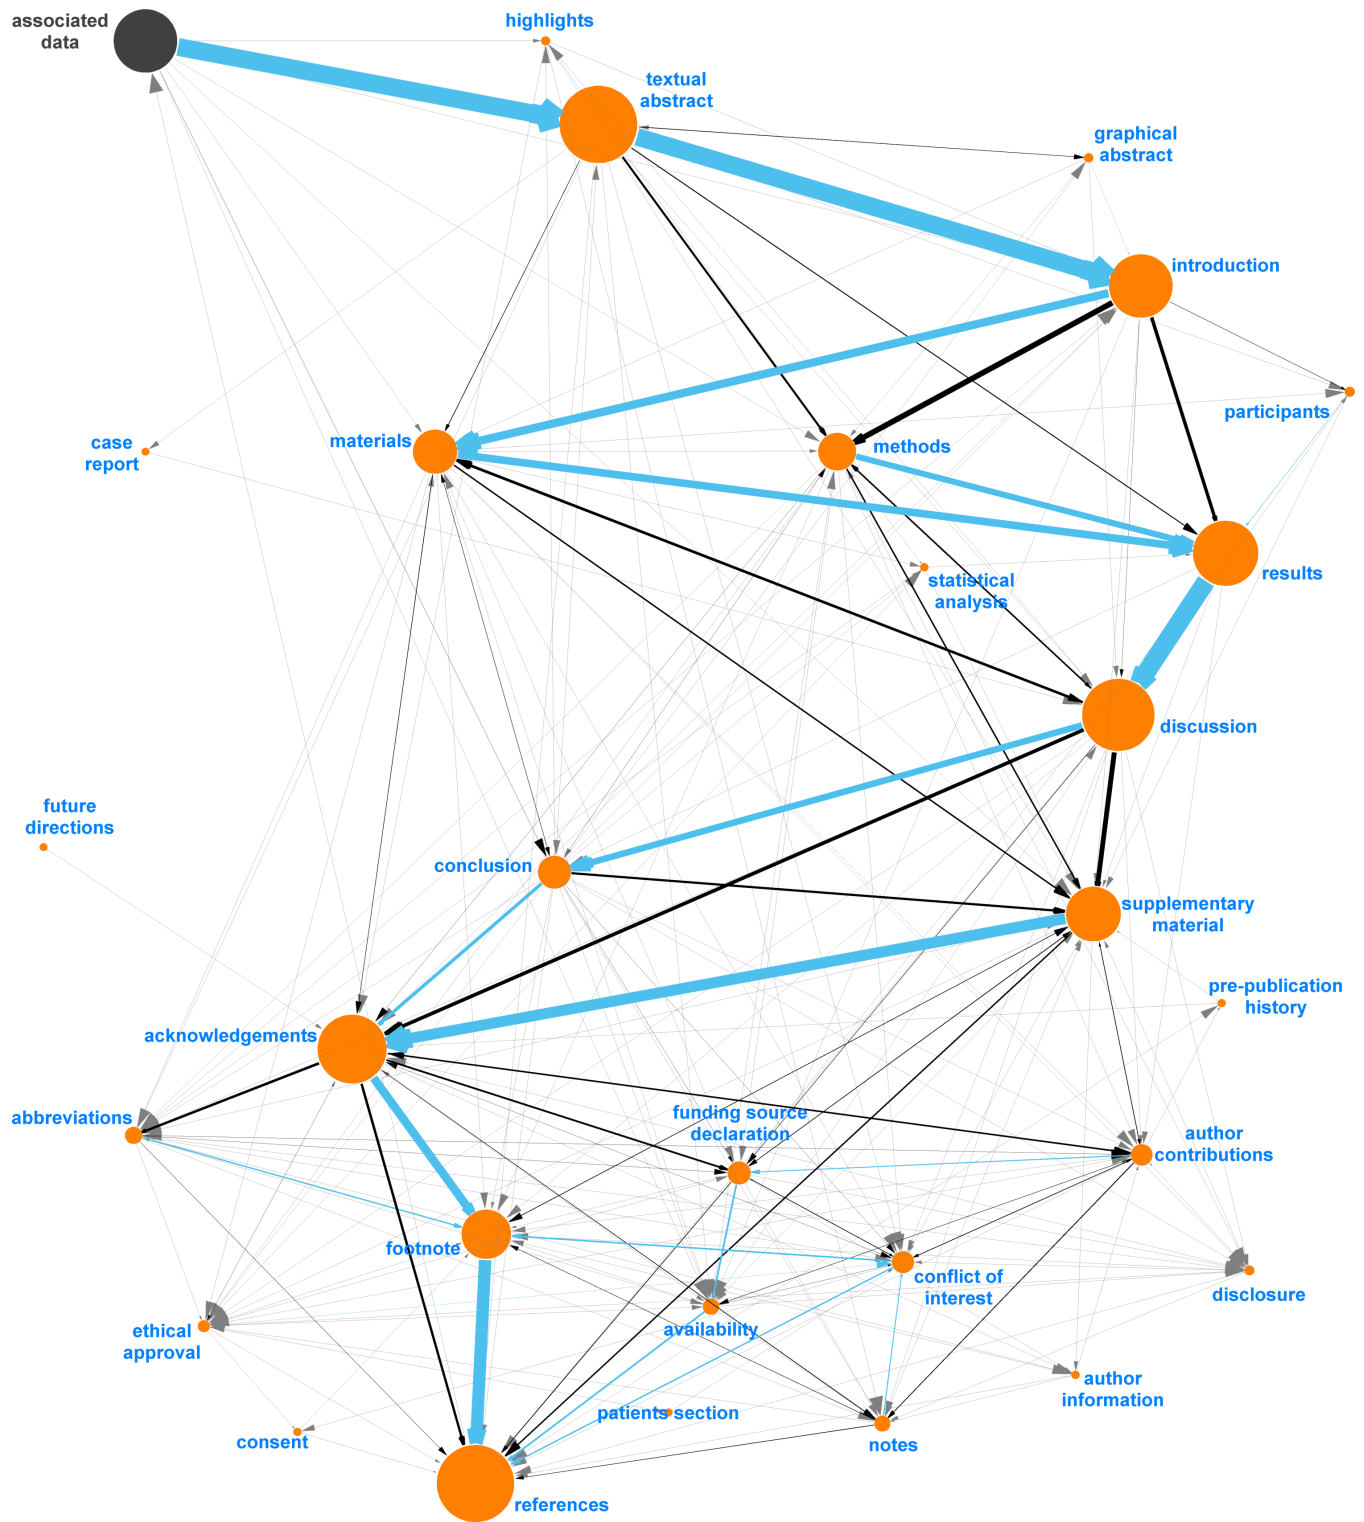 associated
data
highlights
textual
abstract
graphical
abstract
introduction
participants
case
report
materials
methods
statistical
analysis
results
discussion
future
directions
conclusion
supplementary
material
pre-publication
history
acknowledgements
abbreviations
funding source
declaration
author
contributions
footnote
conflict of
interest
disclosure
ethical
approval
availability
author
information
patients section
consent
notes
references